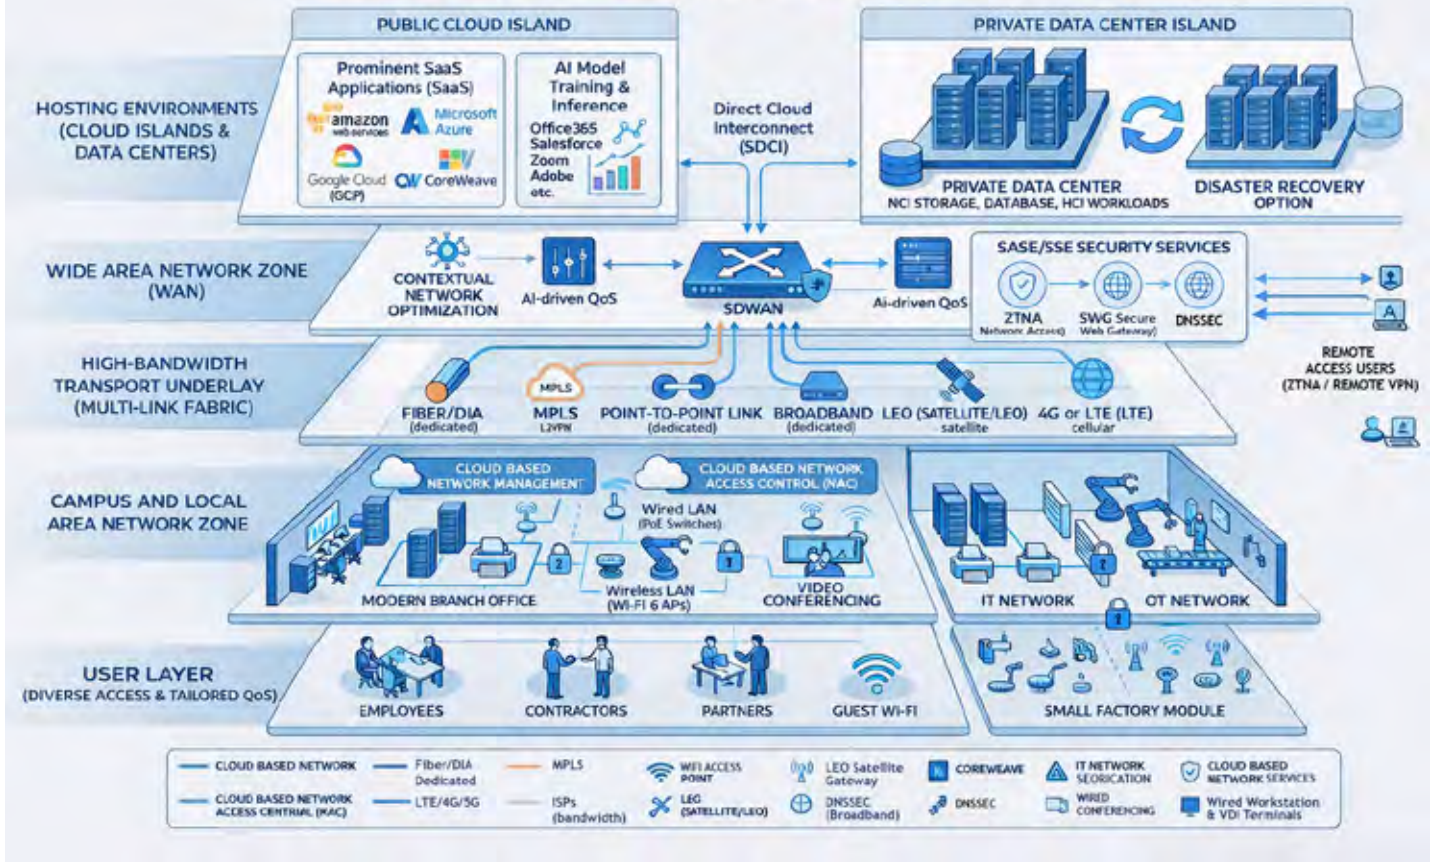 PUBLIC CLOUD ISLAND
PRIVATE DATA CENTER ISLAND
HOSTING ENVIRONMENTS
(CLOUD ISLANDS &
DATA CENTERS)
Prominent SaaS
Applications (SaaS)
amazon
web services
Microsoft
Azure
Google Cloud
(GCP)
CoreWeave
AI Model
Training &
Inference
Office365
Salesforce
Zoom
Adobe
etc.
Direct Cloud
Interconnect
(SDCI)
PRIVATE DATA CENTER
NCI STORAGE, DATABASE, HCI WORKLOADS
DISASTER RECOVERY
OPTION
WIDE AREA NETWORK ZONE
(WAN)
CONTEXTUAL
NETWORK
OPTIMIZATION
AI-driven QoS
SDWAN
Ai-driven QoS
SASE/SSE SECURITY SERVICES
ZTNA
Network Access)
SWG Secure
Web Gateway)
DNSSEC
A
REMOTE
ACCESS USERS
(ZTNA / REMOTE VPN)
HIGH-BANDWIDTH
TRANSPORT UNDERLAY
(MULTI-LINK FABRIC)
FIBER/DIA
(dedicated)
MPLS
MPLS
L2VPN
POINT-TO-POINT LINK
(dedicated)
BROADBAND
(dedicated)
LEO (SATELLITE/LEO)
satellite
4G or LTE (LTE)
cellular
CAMPUS AND LOCAL
AREA NETWORK ZONE
CLOUD BASED
NETWORK MANAGEMENT
CLOUD BASED NETWORK
ACCESS CONTROL (NAC)
Wired LAN
(PoE Switches)
MODERN BRANCH OFFICE
Wireless LAN
(WI-FI 6 APs)
VIDEO
CONFERENCING
IT NETWORK
OT NETWORK
USER LAYER
(DIVERSE ACCESS & TAILORED QoS)
EMPLOYEES
CONTRACTORS
PARTNERS
GUEST WI-FI
SMALL FACTORY MODULE
CLOUD BASED NETWORK
Fiber/DIA
Dedicated
MPLS
WIFI ACCESS
POINT
LEO Satellite
Gateway
COREWEAVE
IT NETWORK
SEORICATION
CLOUD BASED
NETWORK SERVICES
CLOUD BASED NETWORK
ACCESS CENTRIAL (NAC)
LTE/4G/5G
ISPs
(bandwidth)
LEG
(SATELLITE/LEO)
DNSSEC
(Broadband)
DNSSEC
WIRED
CONFERENCING
Wired Workstation
& VDI Terminals